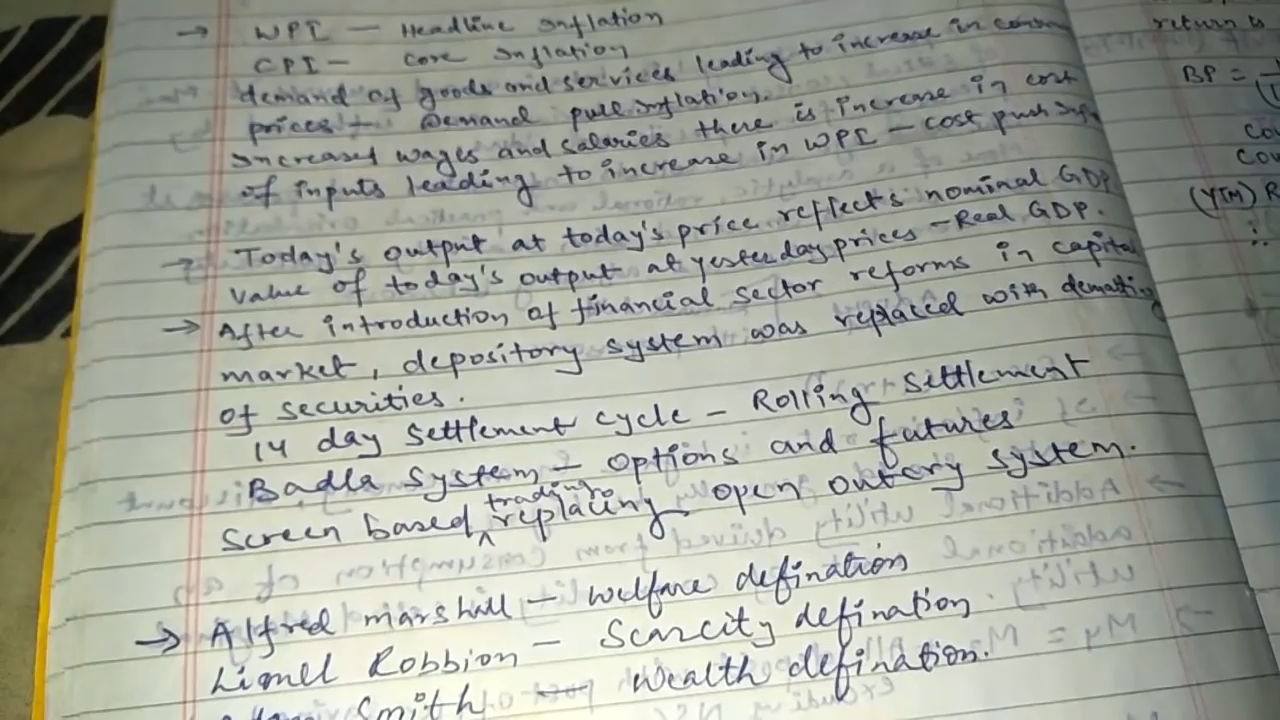 → WPI – Headline Inflation
CPI – core Inflation
demand of goods and services leading to increase in
prices – Demand pull inflation.
increased wages and salaries there is increase in cost
of inputs leading to increase in WPI – cost push
→ Today's output at today's price reflects nominal GDP
Value of today's output at yesterday prices – Real GDP.
→ After introduction of financial sector reforms in capital
market, depository system was replaced with
of securities.
14 day settlement cycle – Rolling settlement
Badla System – options and futures
trading
Screen based ^ replacing open outcry system.
→ Alfred marshall – welfare defination
Lionel Robbion – Scarcity defination.
Smith wealth defination.
return is
BP =
(YTM) R
∴